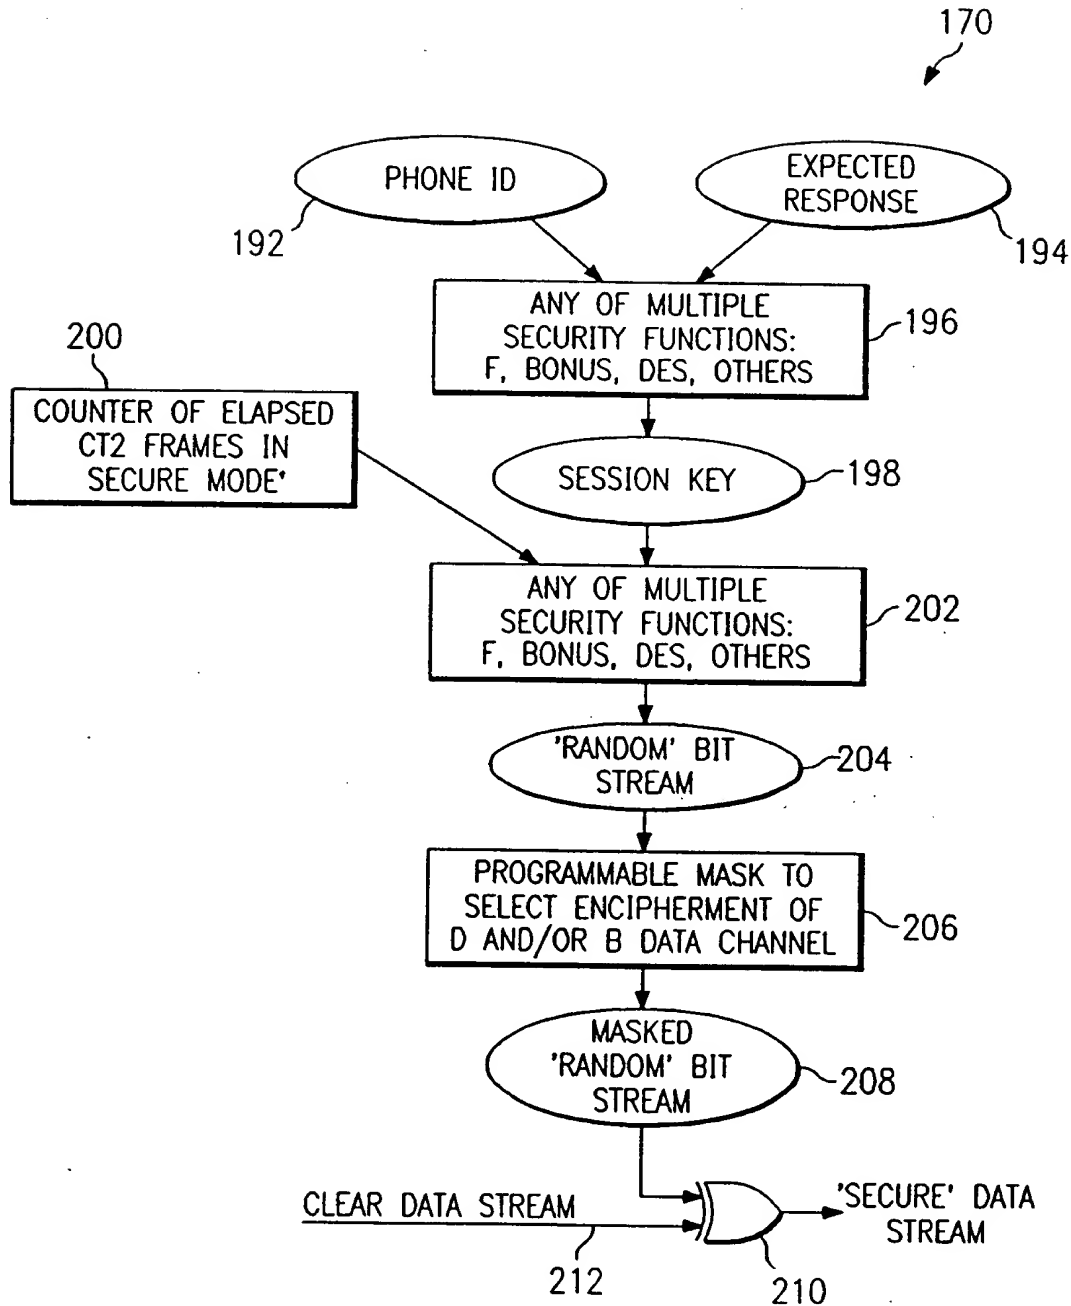 170
PHONE ID
192
EXPECTED
RESPONSE
194
ANY OF MULTIPLE
SECURITY FUNCTIONS:
F, BONUS, DES, OTHERS
196
200
COUNTER OF ELAPSED
CT2 FRAMES IN
SECURE MODE'
SESSION KEY
198
ANY OF MULTIPLE
SECURITY FUNCTIONS:
F, BONUS, DES, OTHERS
202
'RANDOM' BIT
STREAM
204
PROGRAMMABLE MASK TO
SELECT ENCIPHERMENT OF
D AND/OR B DATA CHANNEL
206
MASKED
'RANDOM' BIT
STREAM
208
CLEAR DATA STREAM
212
210
'SECURE' DATA
STREAM